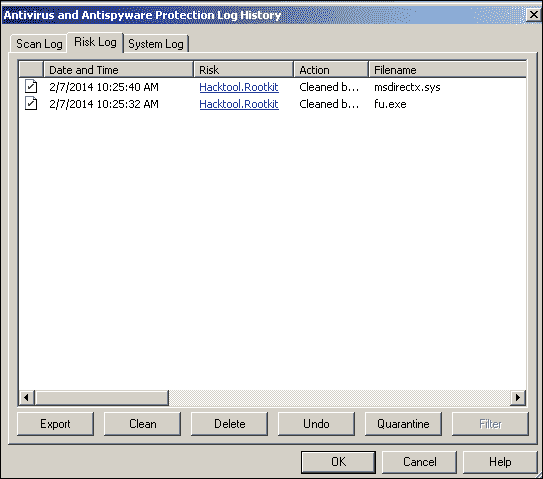 Antivirus and Antispyware Protection Log History
Scan Log Risk Log System Log
Date and Time Risk Action Filename
2/7/2014 10:25:40 AM Hacktool.Rootkit Cleaned b... msdirectx.sys
2/7/2014 10:25:32 AM Hacktool.Rootkit Cleaned b... fu.exe
Export Clean Delete Undo Quarantine Filter
OK Cancel Help